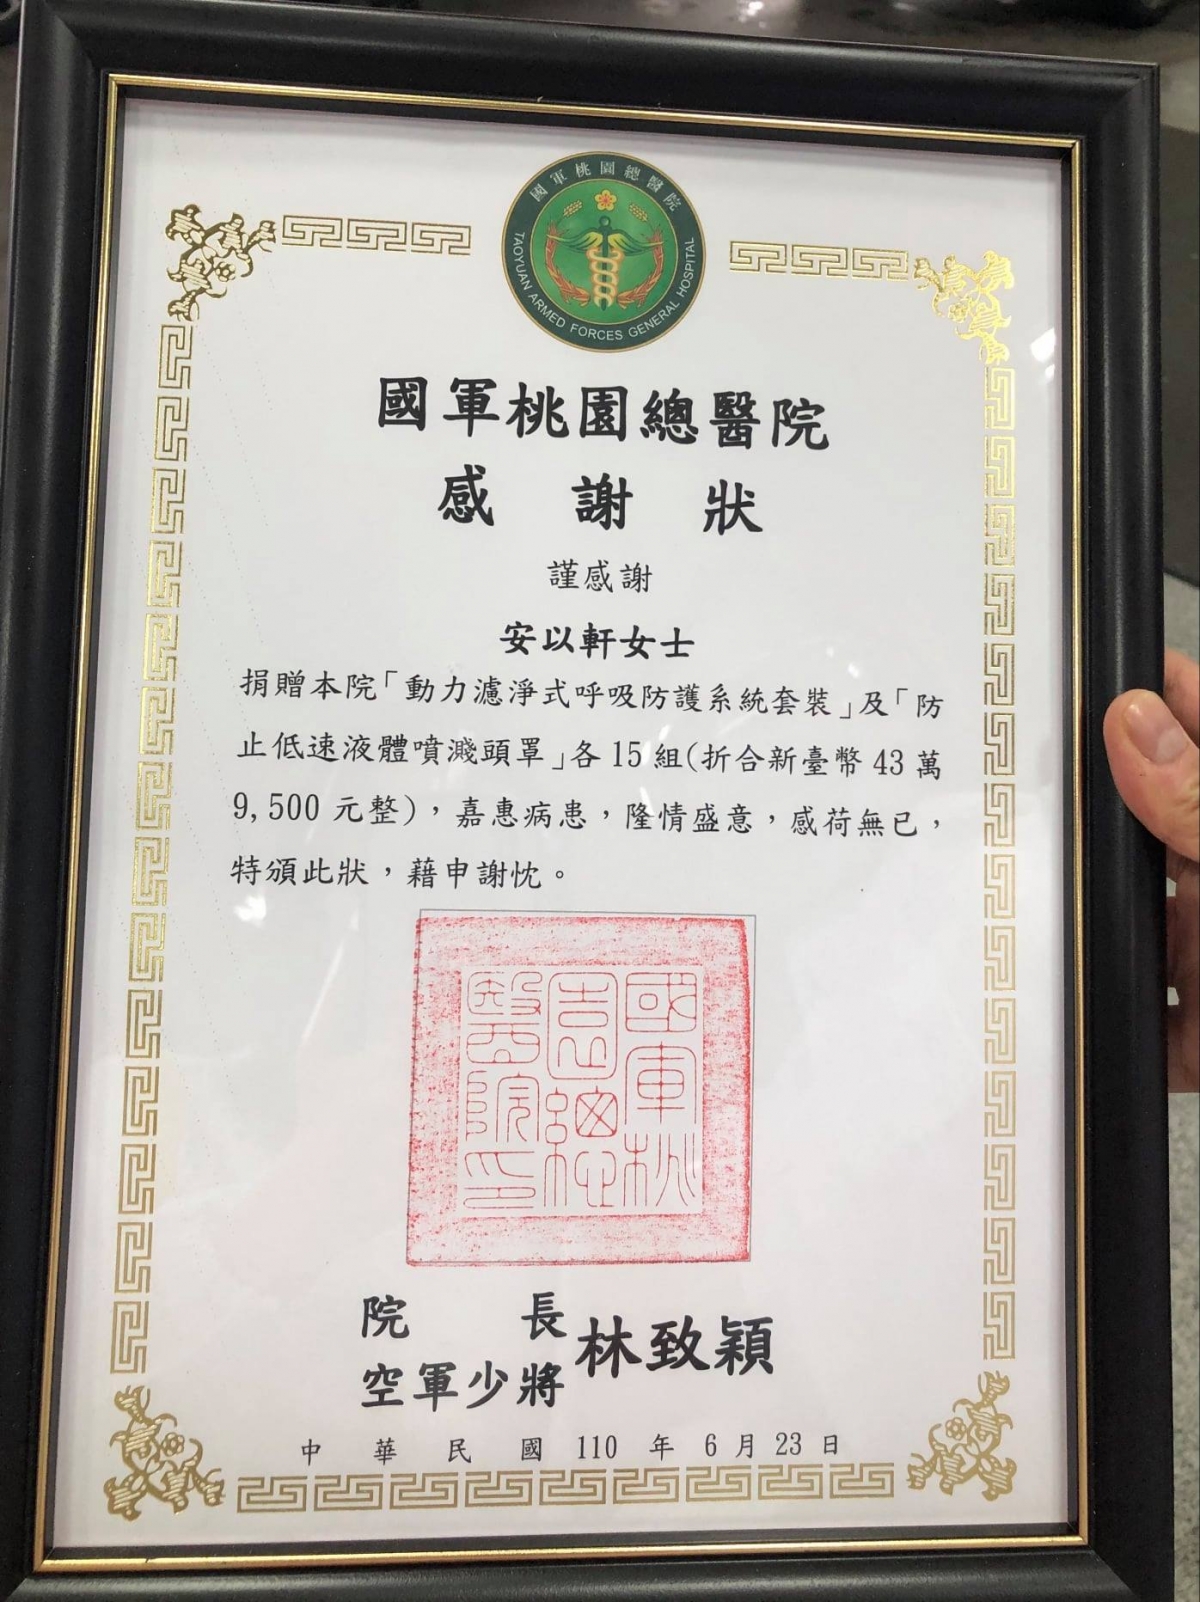 國軍桃園總醫院
TAOYUAN ARMED FORCES GENERAL HOSPITAL
國軍桃園總醫院
感謝狀
謹感謝
安以軒女士
捐贈本院「動力濾淨式呼吸防護系統套裝」及「防
止低速液體噴濺頭罩」各15組(折合新臺幣43萬
9,500元整),嘉惠病患,隆情盛意,感荷無已,
特頒此狀,藉申謝忱。
國軍桃
園總
醫院印
院長
空軍少將
林致穎
中華民國110年6月23日